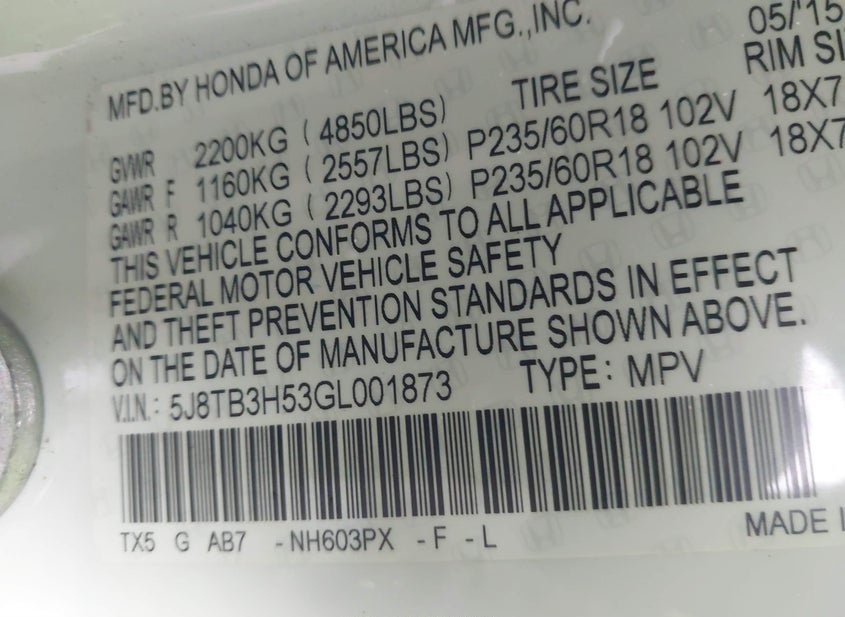 MFD.BY HONDA OF AMERICA MFG.,INC. 05/'15
TIRE SIZE RIM SI
GVWR 2200KG ( 4850LBS)
GAWR F 1160KG ( 2557LBS) P235/60R18 102V 18X7
GAWR R 1040KG ( 2293LBS) P235/60R18 102V 18X7
THIS VEHICLE CONFORMS TO ALL APPLICABLE
FEDERAL MOTOR VEHICLE SAFETY
AND THEFT PREVENTION STANDARDS IN EFFECT
ON THE DATE OF MANUFACTURE SHOWN ABOVE.
V.I.N.: 5J8TB3H53GL001873 TYPE: MPV
TX5 G AB7 -NH603PX -F -L MADE I